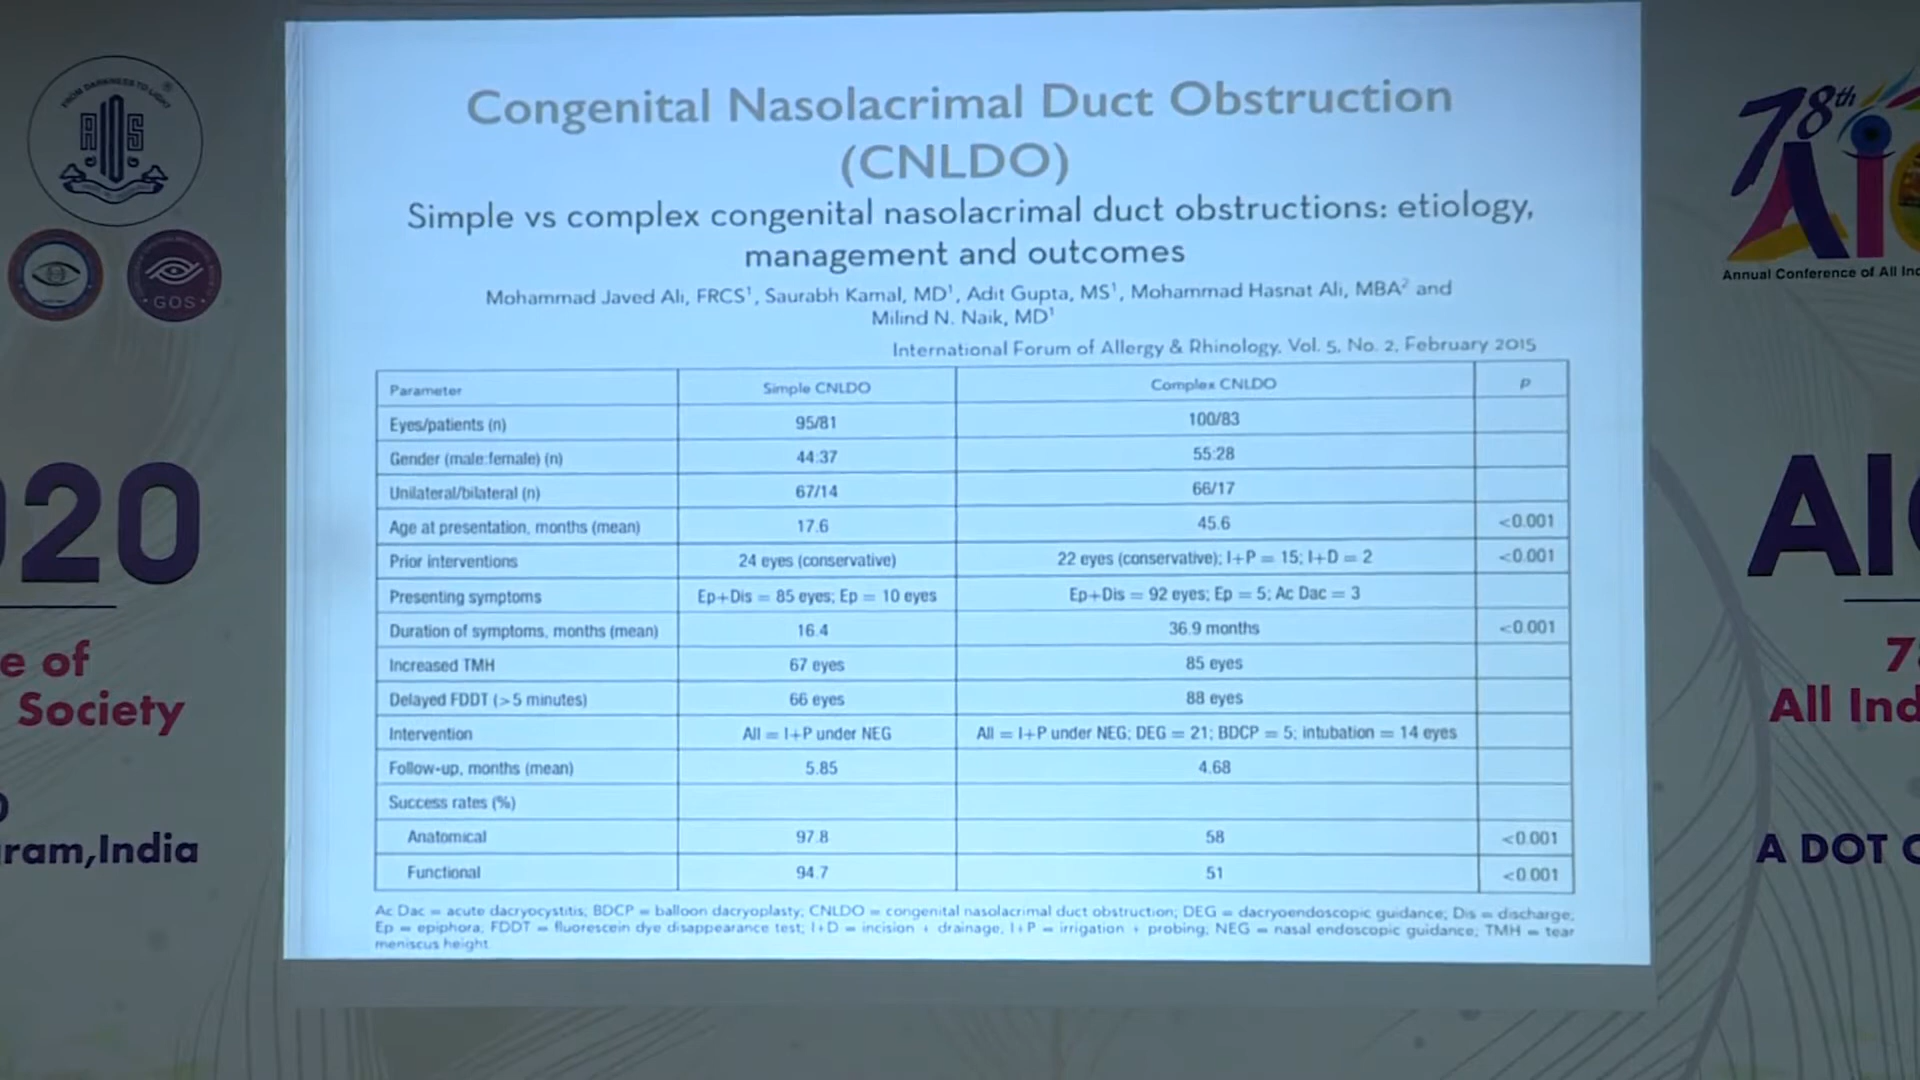 FROM DARKNESS TO LIGHT
AIOS
GOS
020
e of
Society
ram,India
Congenital Nasolacrimal Duct Obstruction
(CNLDO)
Simple vs complex congenital nasolacrimal duct obstructions: etiology,
management and outcomes
Mohammad Javed Ali, FRCS¹, Saurabh Kamal, MD¹, Adit Gupta, MS¹, Mohammad Hasnat Ali, MBA² and
Milind N. Naik, MD¹
International Forum of Allergy & Rhinology, Vol. 5, No. 2, February 2015
Parameter Simple CNLDO Complex CNLDO P
Eyes/patients (n) 95/81 100/83
Gender (male:female) (n) 44:37 55:28
Unilateral/bilateral (n) 67/14 66/17
Age at presentation, months (mean) 17.6 45.6 <0.001
Prior interventions 24 eyes (conservative) 22 eyes (conservative); I+P = 15; I+D = 2 <0.001
Presenting symptoms Ep+Dis = 85 eyes; Ep = 10 eyes Ep+Dis = 92 eyes; Ep = 5; Ac Dac = 3
Duration of symptoms, months (mean) 16.4 36.9 months <0.001
Increased TMH 67 eyes 85 eyes
Delayed FDDT (>5 minutes) 66 eyes 88 eyes
Intervention All = I+P under NEG All = I+P under NEG; DEG = 21; BDCP = 5; intubation = 14 eyes
Follow-up, months (mean) 5.85 4.68
Success rates (%)
Anatomical 97.8 58 <0.001
Functional 94.7 51 <0.001
Ac Dac = acute dacryocystitis; BDCP = balloon dacryoplasty; CNLDO = congenital nasolacrimal duct obstruction; DEG = dacryoendoscopic guidance; Dis = discharge;
Ep = epiphora; FDDT = fluorescein dye disappearance test; I+D = incision + drainage; I+P = irrigation + probing; NEG = nasal endoscopic guidance; TMH = tear
meniscus height.
78th
AIO
Annual Conference of All Ind
AIO
78
All Ind
A DOT C